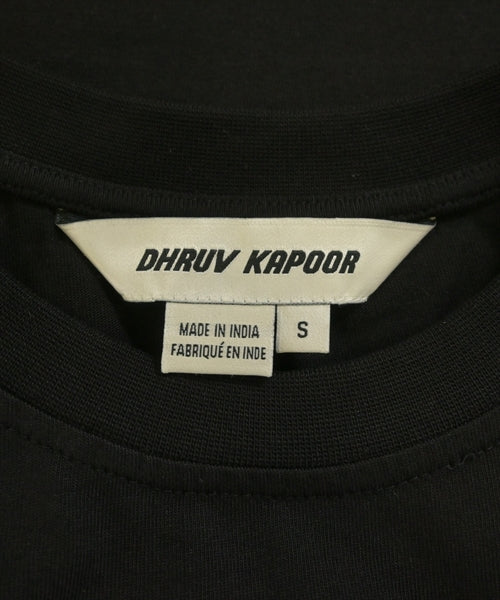 DHRUV KAPOOR
MADE IN INDIA
FABRIQUÉ EN INDE
S